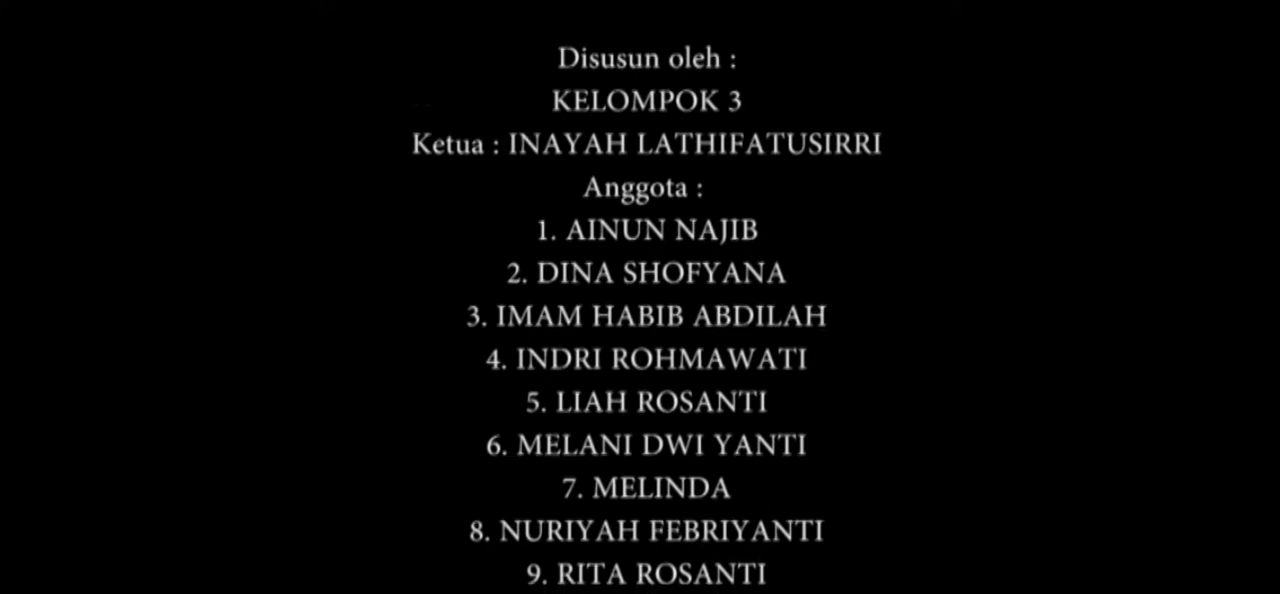 Disusun oleh :
KELOMPOK 3
Ketua : INAYAH LATHIFATUSIRRI
Anggota :
1. AINUN NAJIB
2. DINA SHOFYANA
3. IMAM HABIB ABDILAH
4. INDRI ROHMAWATI
5. LIAH ROSANTI
6. MELANI DWI YANTI
7. MELINDA
8. NURIYAH FEBRIYANTI
9. RITA ROSANTI